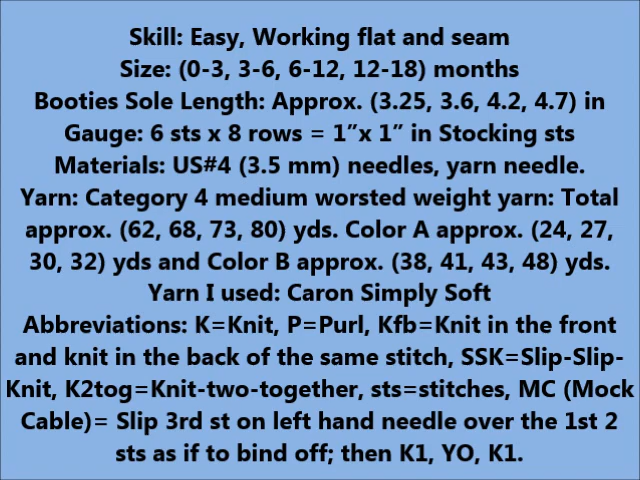 Skill: Easy, Working flat and seam
Size: (0-3, 3-6, 6-12, 12-18) months
Booties Sole Length: Approx. (3.25, 3.6, 4.2, 4.7) in
Gauge: 6 sts x 8 rows = 1”x 1” in Stocking sts
Materials: US#4 (3.5 mm) needles, yarn needle.
Yarn: Category 4 medium worsted weight yarn: Total
approx. (62, 68, 73, 80) yds. Color A approx. (24, 27,
30, 32) yds and Color B approx. (38, 41, 43, 48) yds.
Yarn I used: Caron Simply Soft
Abbreviations: K=Knit, P=Purl, Kfb=Knit in the front
and knit in the back of the same stitch, SSK=Slip-Slip-
Knit, K2tog=Knit-two-together, sts=stitches, MC (Mock
Cable)= Slip 3rd st on left hand needle over the 1st 2
sts as if to bind off; then K1, YO, K1.